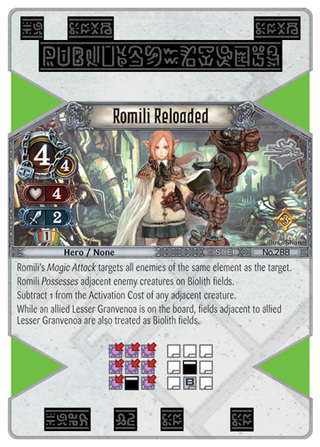 Romili Reloaded
4
4
4
2
1
Hero / None
SCEI
No.288
Romili's Magic Attack targets all enemies of the same element as the target.
Romili Possesses adjacent enemy creatures on Biolith fields.
Subtract 1 from the Activation Cost of any adjacent creature.
While an allied Lesser Granvenoa is on the board, fields adjacent to allied
Lesser Granvenoa are also treated as Biolith fields.